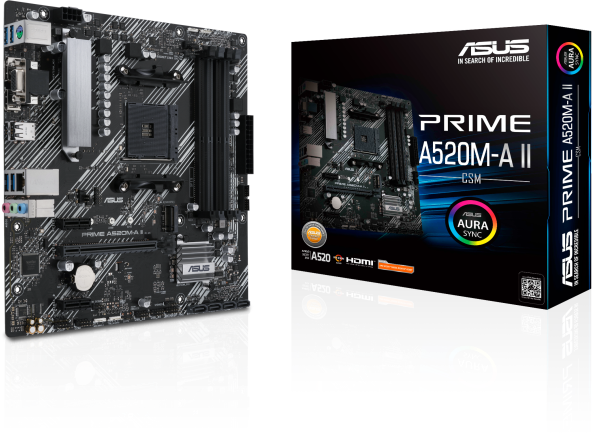 ASUS
PRIME A520M-A II
ASUS
ASUS
IN SEARCH OF INCREDIBLE
PRIME
A520M-A II
CSM
ASUS
AURA
SYNC
A520
HDMI
ASUS
AURA
SYNC
PRIME A520M-A II
ASUS
IN SEARCH OF INCREDIBLE